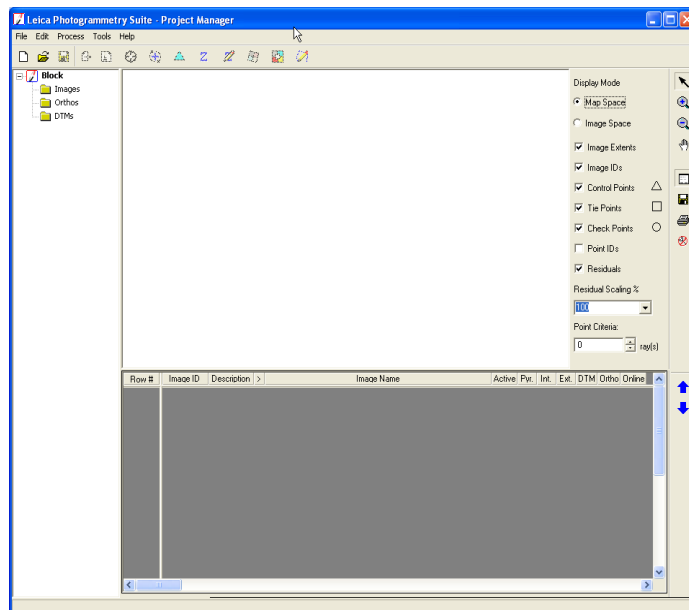 Leica Photogrammetry Suite - Project Manager
File Edit Process Tools Help
Block
Images
Orthos
DTMs
Display Mode
Map Space
Image Space
Image Extents
Image IDs
Control Points
Tie Points
Check Points
Point IDs
Residuals
Residual Scaling %
100
Point Criteria:
0 ray(s)
Row # Image ID Description > Image Name Active Pyr. Int. Ext. DTM Ortho Online